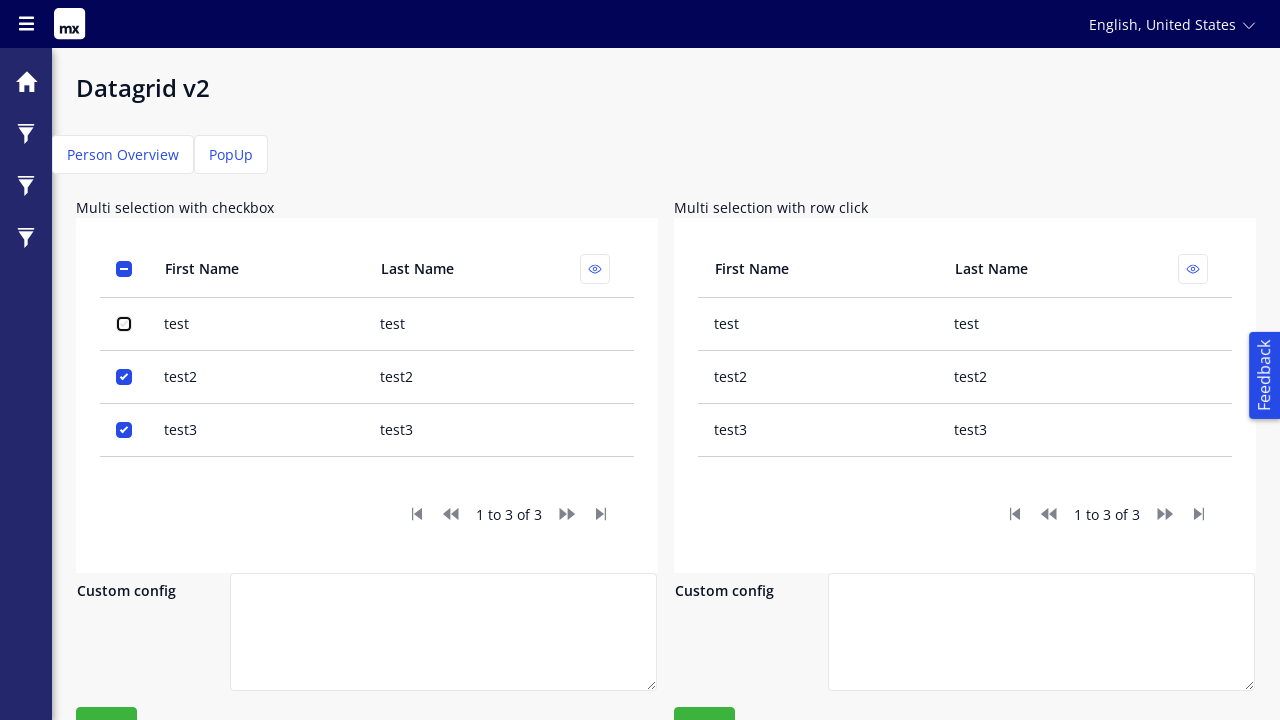 mx
English, United States
Datagrid v2
Person Overview PopUp
Multi selection with checkbox
First Name Last Name
test test
test2 test2
test3 test3
1 to 3 of 3
Custom config
Multi selection with row click
First Name Last Name
test test
test2 test2
test3 test3
1 to 3 of 3
Custom config
Feedback